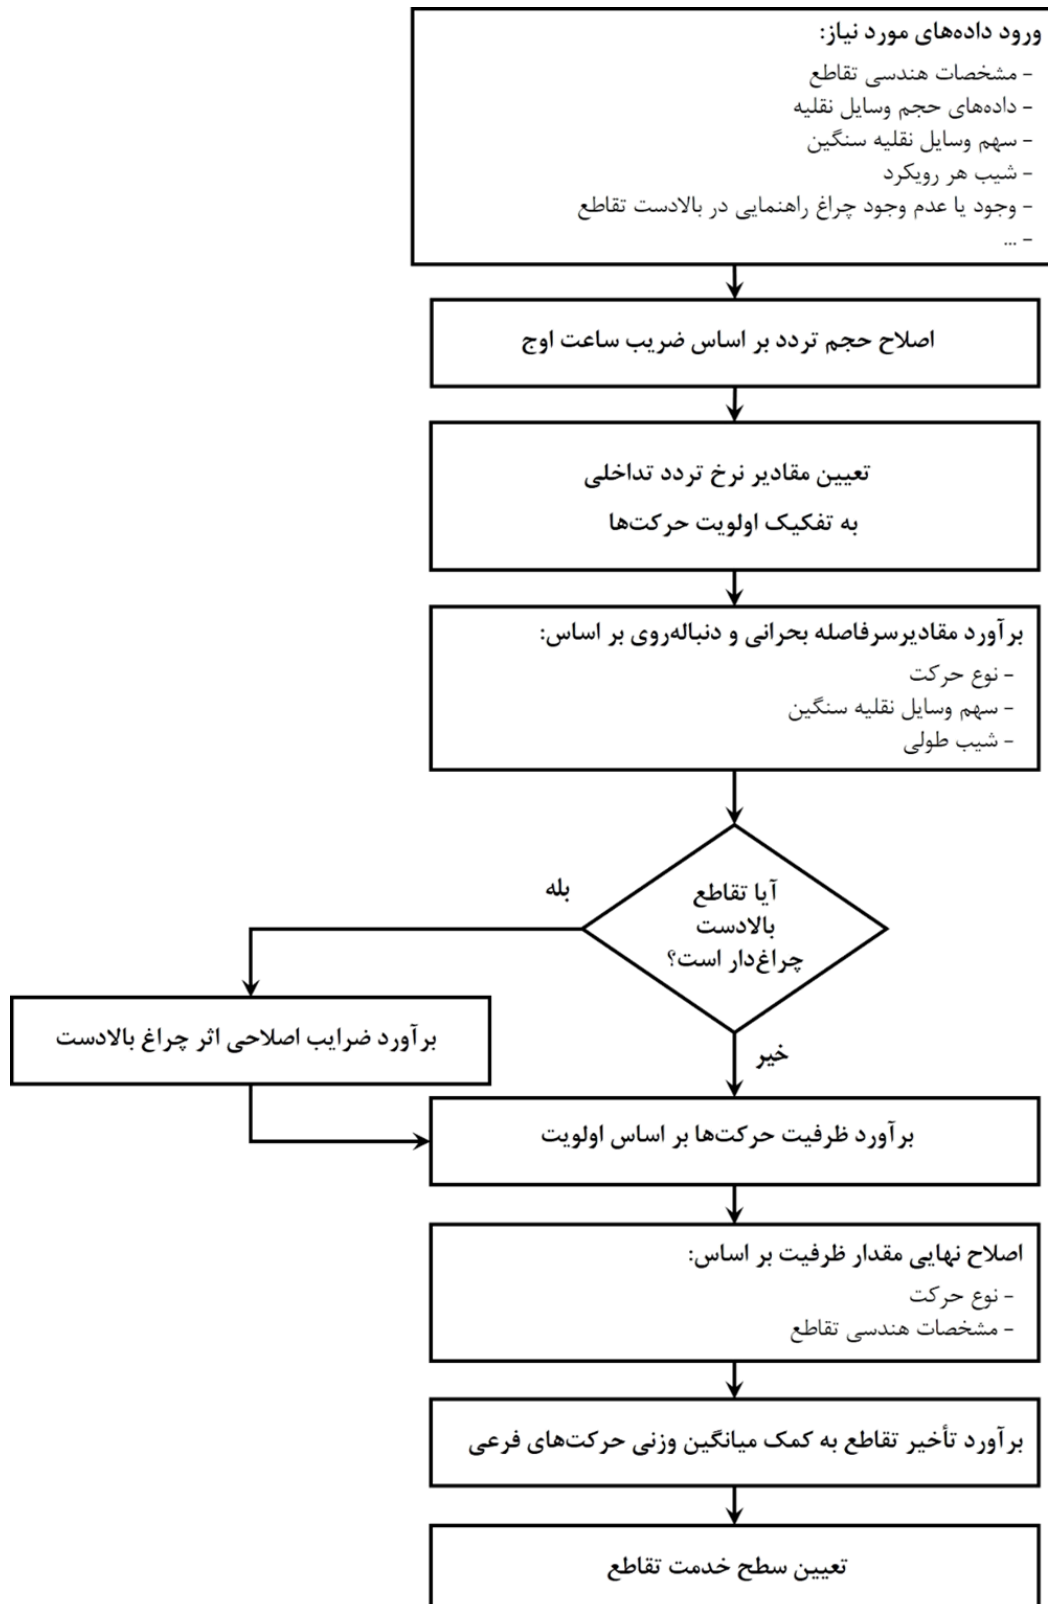 ورود داده‌های مورد نیاز:
- مشخصات هندسی تقاطع
- داده‌های حجم وسایل نقلیه
- سهم وسایل نقلیه سنگین
- شیب هر رویکرد
- وجود یا عدم وجود چراغ راهنمایی در بالادست تقاطع
- ...
اصلاح حجم تردد بر اساس ضریب ساعت اوج
تعیین مقادیر نرخ تردد تداخلی
به تفکیک اولویت حرکت‌ها
برآورد مقادیرسرفاصله بحرانی و دنباله‌روی بر اساس:
- نوع حرکت
- سهم وسایل نقلیه سنگین
- شیب طولی
آیا تقاطع
بالادست
چراغ‌دار است؟
بله
برآورد ضرایب اصلاحی اثر چراغ بالادست
خیر
برآورد ظرفیت حرکت‌ها بر اساس اولویت
اصلاح نهایی مقدار ظرفیت بر اساس:
- نوع حرکت
- مشخصات هندسی تقاطع
برآورد تأخیر تقاطع به کمک میانگین وزنی حرکت‌های فرعی
تعیین سطح خدمت تقاطع